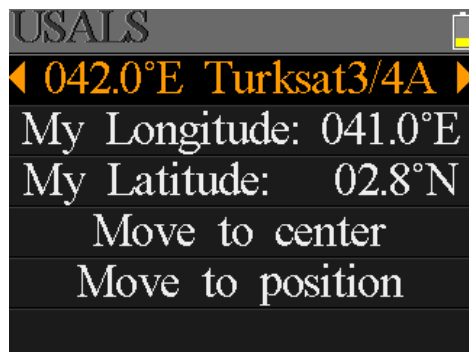 USALS
042.0°E Turksat3/4A
My Longitude: 041.0°E
My Latitude: 02.8°N
Move to center
Move to position